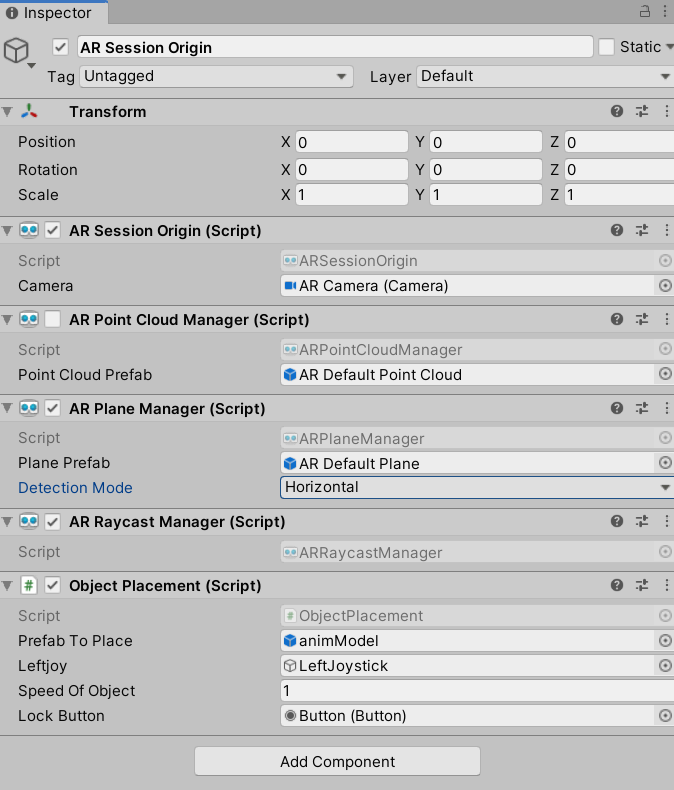 Inspector
AR Session Origin
Static
Tag Untagged Layer Default
Transform
Position X 0 Y 0 Z 0
Rotation X 0 Y 0 Z 0
Scale X 1 Y 1 Z 1
AR Session Origin (Script)
Script ARSessionOrigin
Camera AR Camera (Camera)
AR Point Cloud Manager (Script)
Script ARPointCloudManager
Point Cloud Prefab AR Default Point Cloud
AR Plane Manager (Script)
Script ARPlaneManager
Plane Prefab AR Default Plane
Detection Mode Horizontal
AR Raycast Manager (Script)
Script ARRaycastManager
# Object Placement (Script)
Script # ObjectPlacement
Prefab To Place animModel
Leftjoy LeftJoystick
Speed Of Object 1
Lock Button Button (Button)
Add Component